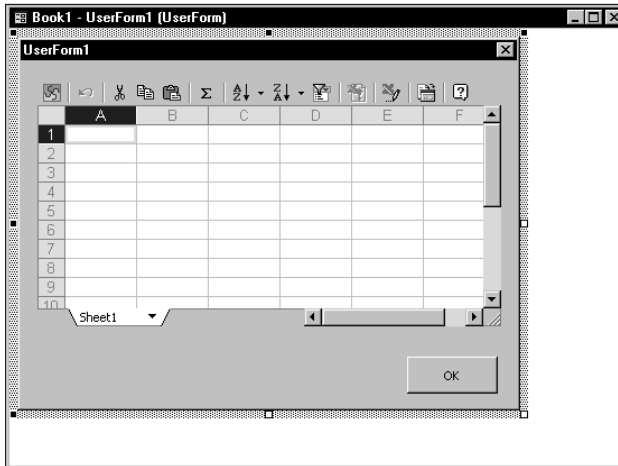 Book1 - UserForm1 (UserForm)
UserForm1
Σ A Z Z A
A B C D E F
1
2
3
4
5
6
7
8
9
10
Sheet1
OK